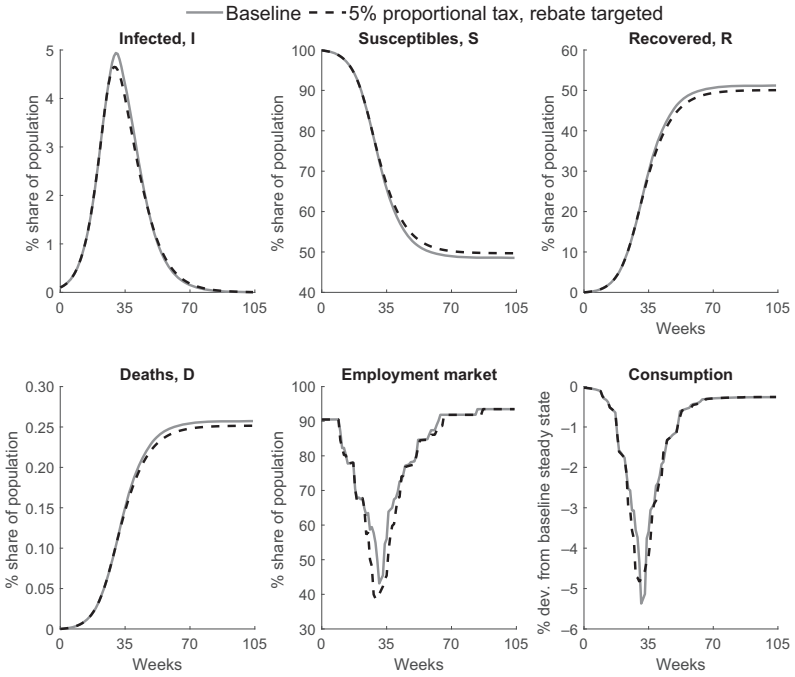 Baseline 5% proportional tax, rebate targeted
Infected, I
Susceptibles, S
Recovered, R
% share of population
5
4
3
2
1
0
0 35 70 105
% share of population
100
90
80
70
60
50
40
0 35 70 105
% share of population
60
50
40
30
20
10
0
0 35 70 105
Weeks
Deaths, D
Employment market
Consumption
% share of population
0.30
0.25
0.20
0.15
0.10
0.05
0
0 35 70 105
Weeks
% share of population
100
90
80
70
60
50
40
30
0 35 70 105
Weeks
% dev. from baseline steady state
0
–1
–2
–3
–4
–5
–6
0 35 70 105
Weeks